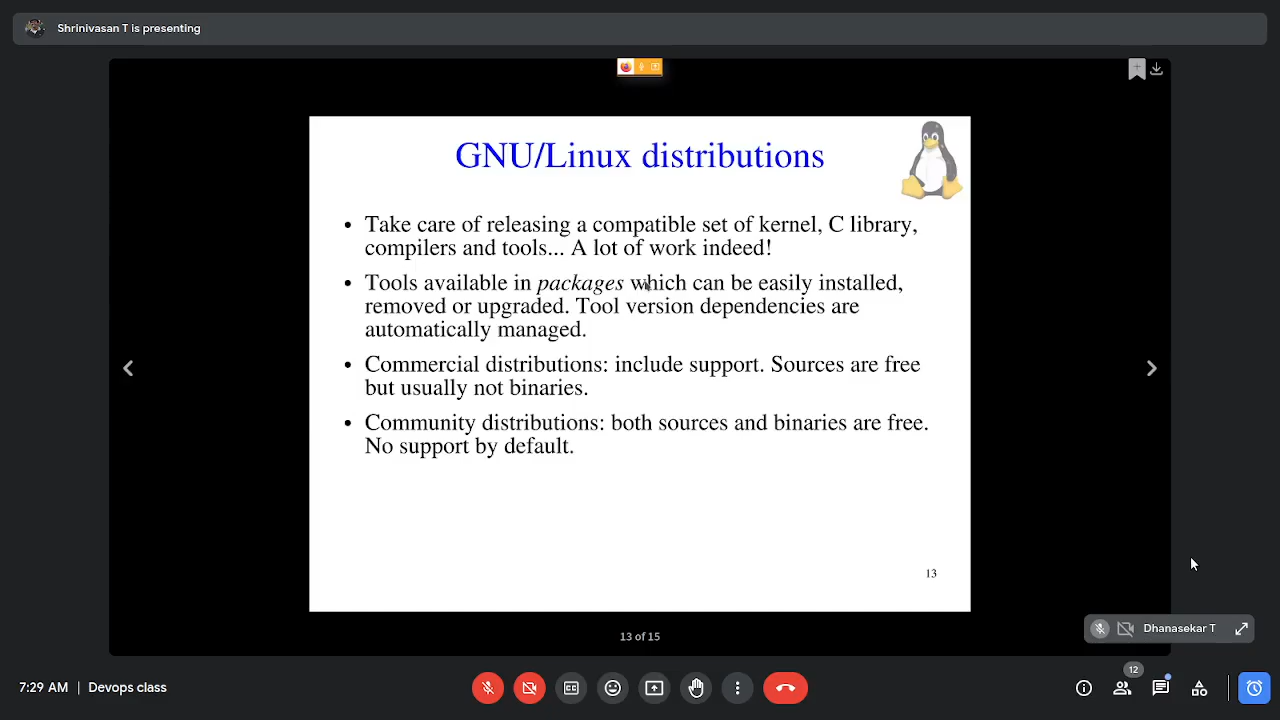 Shrinivasan T is presenting
GNU/Linux distributions
• Take care of releasing a compatible set of kernel, C library,
compilers and tools... A lot of work indeed!
• Tools available in packages which can be easily installed,
removed or upgraded. Tool version dependencies are
automatically managed.
• Commercial distributions: include support. Sources are free
but usually not binaries.
• Community distributions: both sources and binaries are free.
No support by default.
13
13 of 15
Dhanasekar T
7:29 AM | Devops class
12